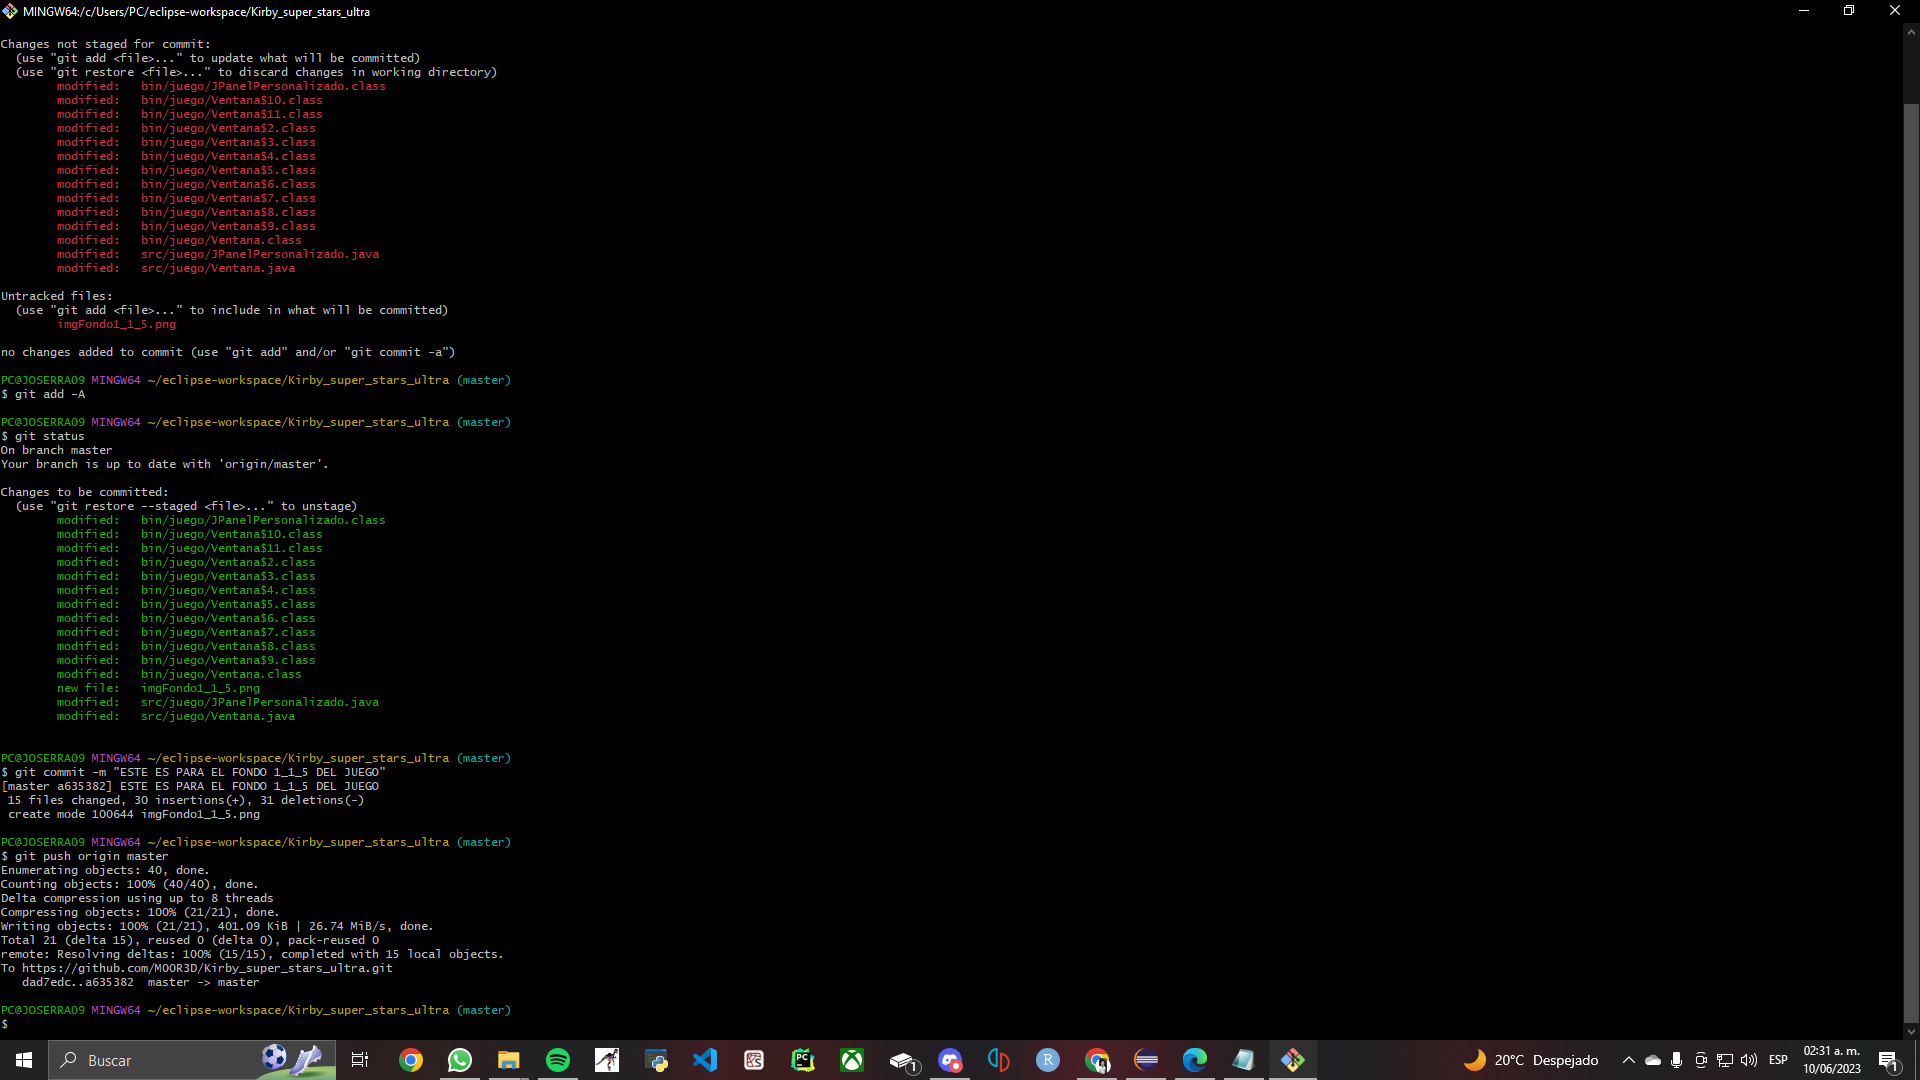 MINGW64:/c/Users/PC/eclipse-workspace/Kirby_super_stars_ultra
Changes not staged for commit:
(use "git add <file>..." to update what will be committed)
(use "git restore <file>..." to discard changes in working directory)
modified: bin/juego/JPanelPersonalizado.class
modified: bin/juego/Ventana$10.class
modified: bin/juego/Ventana$11.class
modified: bin/juego/Ventana$2.class
modified: bin/juego/Ventana$3.class
modified: bin/juego/Ventana$4.class
modified: bin/juego/Ventana$5.class
modified: bin/juego/Ventana$6.class
modified: bin/juego/Ventana$7.class
modified: bin/juego/Ventana$8.class
modified: bin/juego/Ventana$9.class
modified: bin/juego/Ventana.class
modified: src/juego/JPanelPersonalizado.java
modified: src/juego/Ventana.java
Untracked files:
(use "git add <file>..." to include in what will be committed)
imgFondo1_1_5.png
no changes added to commit (use "git add" and/or "git commit -a")
PC@JOSERRA09 MINGW64 ~/eclipse-workspace/Kirby_super_stars_ultra (master)
$ git add -A
PC@JOSERRA09 MINGW64 ~/eclipse-workspace/Kirby_super_stars_ultra (master)
$ git status
On branch master
Your branch is up to date with 'origin/master'.
Changes to be committed:
(use "git restore --staged <file>..." to unstage)
modified: bin/juego/JPanelPersonalizado.class
modified: bin/juego/Ventana$10.class
modified: bin/juego/Ventana$11.class
modified: bin/juego/Ventana$2.class
modified: bin/juego/Ventana$3.class
modified: bin/juego/Ventana$4.class
modified: bin/juego/Ventana$5.class
modified: bin/juego/Ventana$6.class
modified: bin/juego/Ventana$7.class
modified: bin/juego/Ventana$8.class
modified: bin/juego/Ventana$9.class
modified: bin/juego/Ventana.class
new file: imgFondo1_1_5.png
modified: src/juego/JPanelPersonalizado.java
modified: src/juego/Ventana.java
PC@JOSERRA09 MINGW64 ~/eclipse-workspace/Kirby_super_stars_ultra (master)
$ git commit -m "ESTE ES PARA EL FONDO 1_1_5 DEL JUEGO"
[master a635382] ESTE ES PARA EL FONDO 1_1_5 DEL JUEGO
15 files changed, 30 insertions(+), 31 deletions(-)
create mode 100644 imgFondo1_1_5.png
PC@JOSERRA09 MINGW64 ~/eclipse-workspace/Kirby_super_stars_ultra (master)
$ git push origin master
Enumerating objects: 40, done.
Counting objects: 100% (40/40), done.
Delta compression using up to 8 threads
Compressing objects: 100% (21/21), done.
Writing objects: 100% (21/21), 401.09 KiB | 26.74 MiB/s, done.
Total 21 (delta 15), reused 0 (delta 0), pack-reused 0
remote: Resolving deltas: 100% (15/15), completed with 15 local objects.
To https://github.com/MOOR3D/Kirby_super_stars_ultra.git
dad7edc..a635382 master -> master
PC@JOSERRA09 MINGW64 ~/eclipse-workspace/Kirby_super_stars_ultra (master)
$
Buscar
PC
1
R
20°C Despejado
ESP
02:31 a. m.
10/06/2023
1